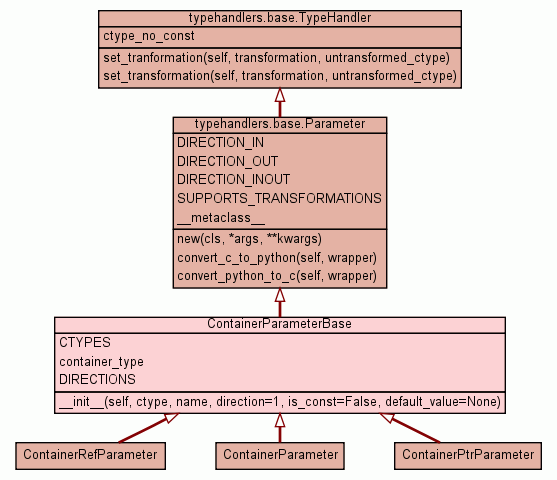 typehandlers.base.TypeHandler
ctype_no_const
set_tranformation(self, transformation, untransformed_ctype)
set_transformation(self, transformation, untransformed_ctype)
typehandlers.base.Parameter
DIRECTION_IN
DIRECTION_OUT
DIRECTION_INOUT
SUPPORTS_TRANSFORMATIONS
__metaclass__
new(cls, *args, **kwargs)
convert_c_to_python(self, wrapper)
convert_python_to_c(self, wrapper)
ContainerParameterBase
CTYPES
container_type
DIRECTIONS
__init__(self, ctype, name, direction=1, is_const=False, default_value=None)
ContainerRefParameter
ContainerParameter
ContainerPtrParameter